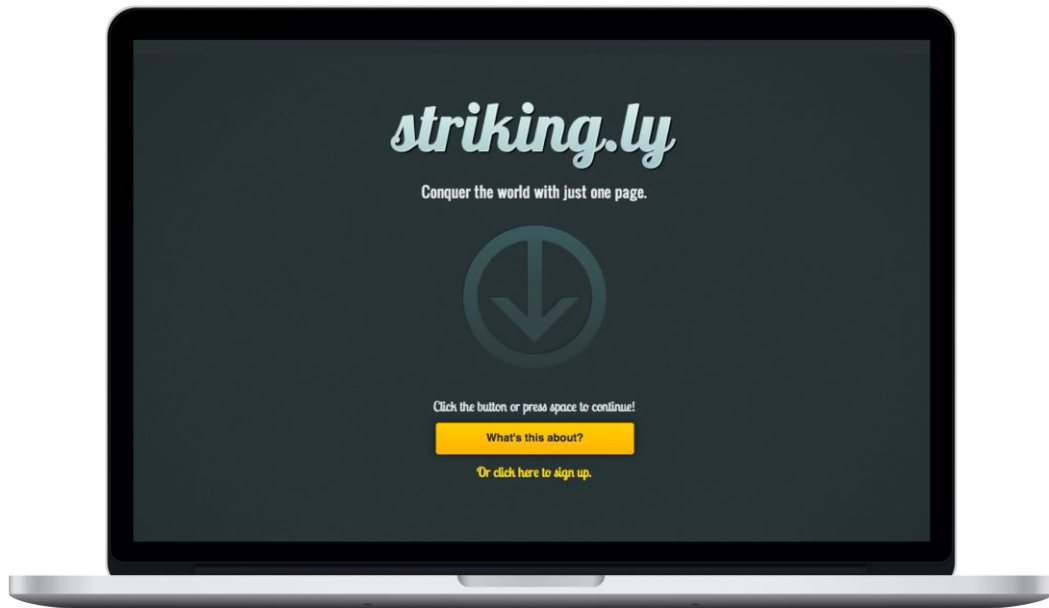 striking.ly
Conquer the world with just one page.
Click the button or press space to continue!
What's this about?
Or click here to sign up.